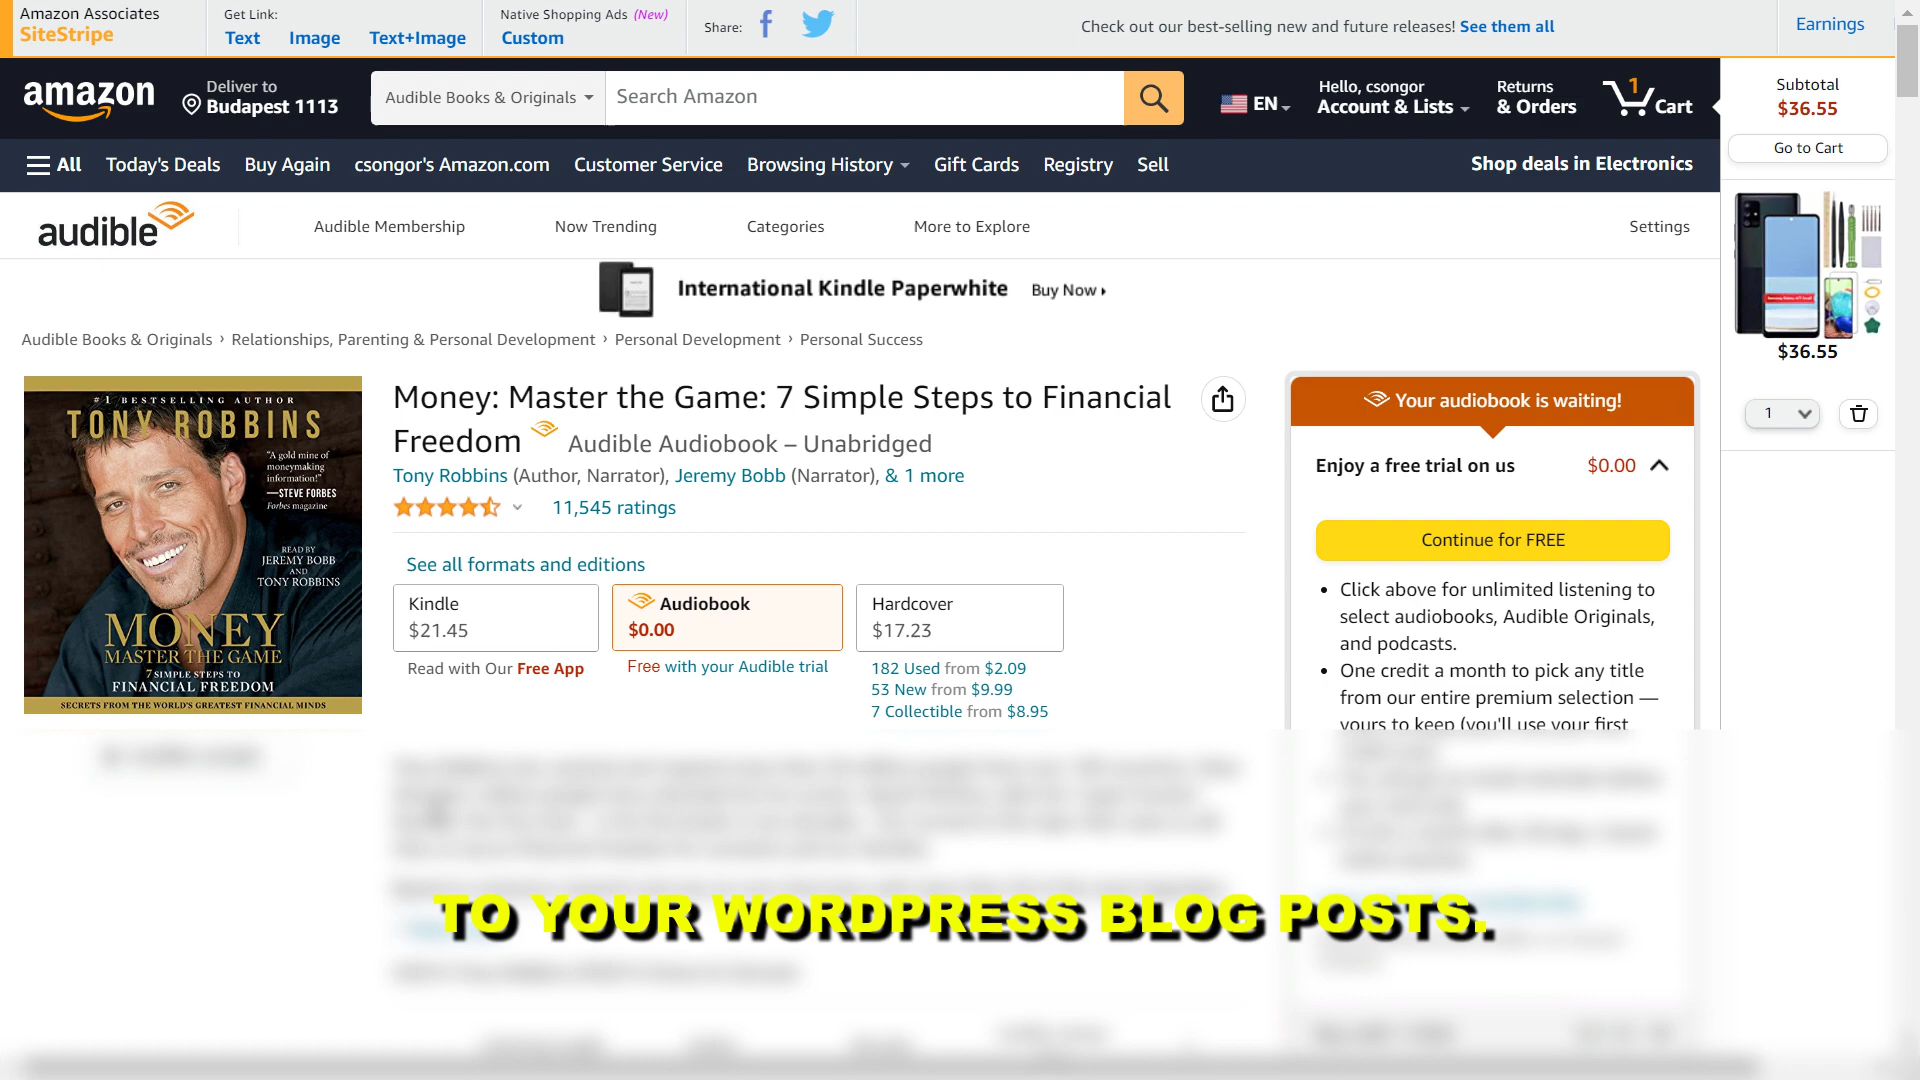 Amazon Associates
SiteStripe
Get Link:
Text Image Text+Image
Native Shopping Ads (New)
Custom
Share:
Check out our best-selling new and future releases! See them all
Earnings
amazon
Deliver to
Budapest 1113
Audible Books & Originals
Search Amazon
EN
Hello, csongor
Account & Lists
Returns
& Orders
1
Cart
Subtotal
$36.55
Go to Cart
All Today's Deals Buy Again csongor's Amazon.com Customer Service Browsing History Gift Cards Registry Sell
Shop deals in Electronics
audible
Audible Membership Now Trending Categories More to Explore Settings
International Kindle Paperwhite Buy Now
$36.55
1
Audible Books & Originals › Relationships, Parenting & Personal Development › Personal Development › Personal Success
#1 BESTSELLING AUTHOR
TONY ROBBINS
"A gold mine of
moneymaking
information!"
—STEVE FORBES
Forbes magazine
READ BY
JEREMY BOBB
AND
TONY ROBBINS
MONEY
MASTER THE GAME
7 SIMPLE STEPS TO
FINANCIAL FREEDOM
SECRETS FROM THE WORLD'S GREATEST FINANCIAL MINDS
Money: Master the Game: 7 Simple Steps to Financial
Freedom Audible Audiobook – Unabridged
Tony Robbins (Author, Narrator), Jeremy Bobb (Narrator), & 1 more
11,545 ratings
See all formats and editions
Kindle
$21.45
Read with Our Free App
Audiobook
$0.00
Free with your Audible trial
Hardcover
$17.23
182 Used from $2.09
53 New from $9.99
7 Collectible from $8.95
Your audiobook is waiting!
Enjoy a free trial on us $0.00
Continue for FREE
• Click above for unlimited listening to
select audiobooks, Audible Originals,
and podcasts.
• One credit a month to pick any title
from our entire premium selection —
yours to keep (you'll use your first
TO YOUR WORDPRESS BLOG POSTS.